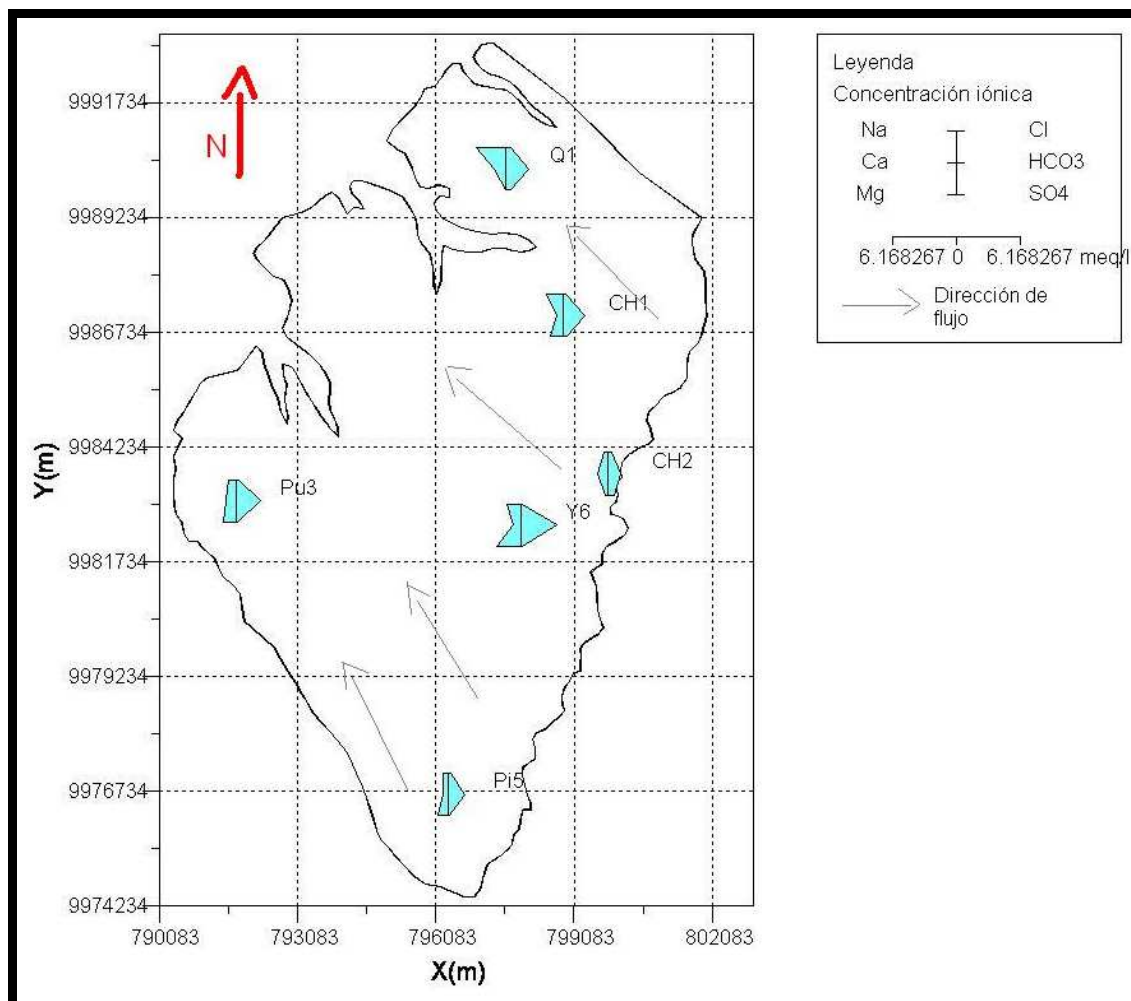 N
Q1
CH1
CH2
Pu3
Y6
Pi5
9991734
9989234
9986734
9984234
9981734
9979234
9976734
9974234
Y(m)
790083 793083 796083 799083 802083
X(m)
Leyenda
Concentración iónica
Na Cl
Ca HCO3
Mg SO4
6.168267 0 6.168267 meq/l
Dirección de
flujo